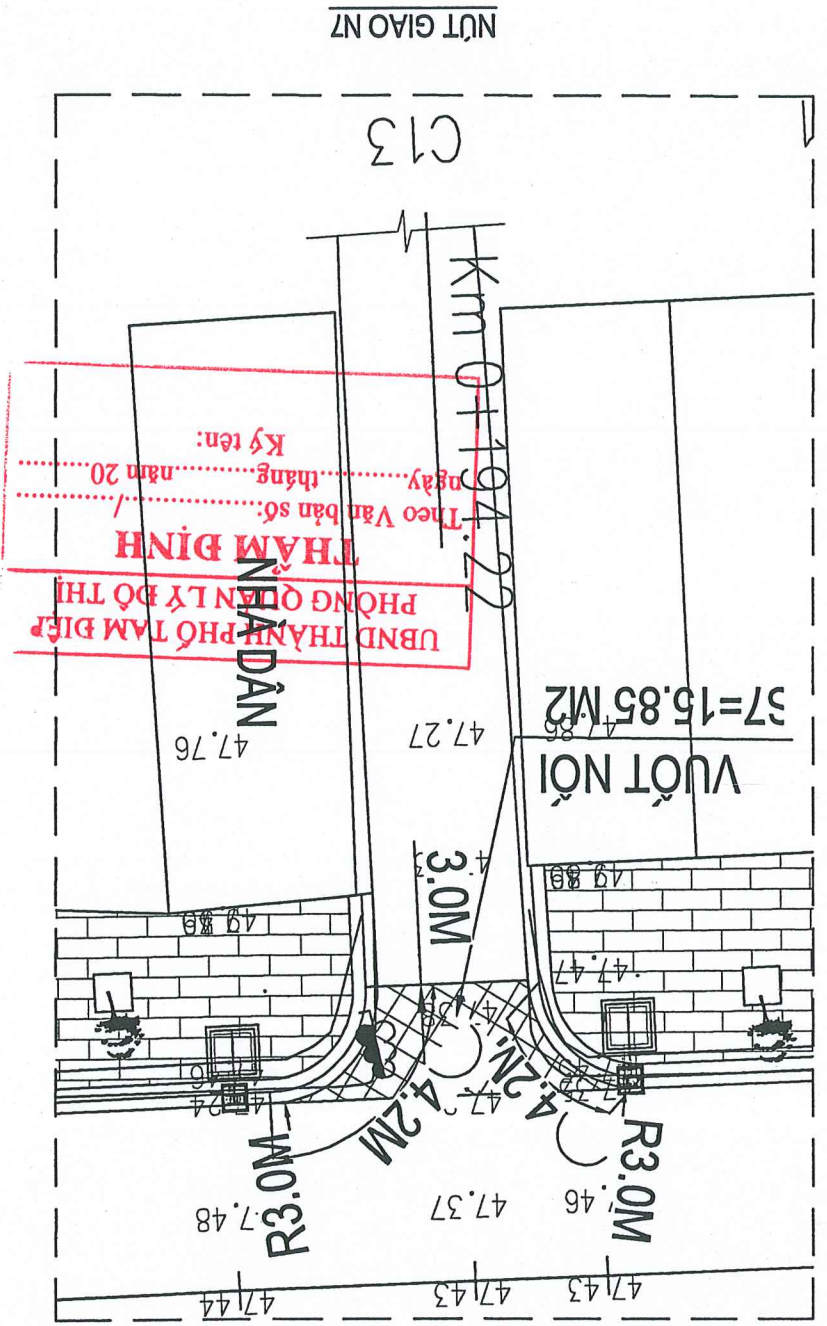 47.44
47.43
47.43
7.48
47.37
46
R3.0M
R3.0M
4.2M
4.2M
47.47
3.0M
VUỐT NỐI
S7=15.85 M2
47.86
47.27
47.76
NHÀ DÂN
UBND THÀNH PHỐ TAM ĐIỆP
PHÒNG QUẢN LÝ ĐÔ THỊ
THẨM ĐỊNH
Theo Văn bản số:............/............
ngày............tháng............năm 20......
Ký tên:
Km 0+194.22
C13
NÚT GIAO N7